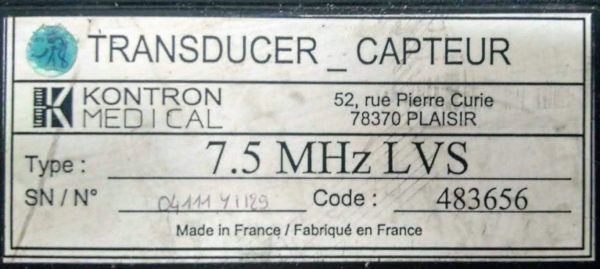 TRANSDUCER _ CAPTEUR
KONTRON MEDICAL
52, rue Pierre Curie
78370 PLAISIR
Type : 7.5 MHz LVS
SN / N° Code : 483656
Made in France / Fabriqué en France